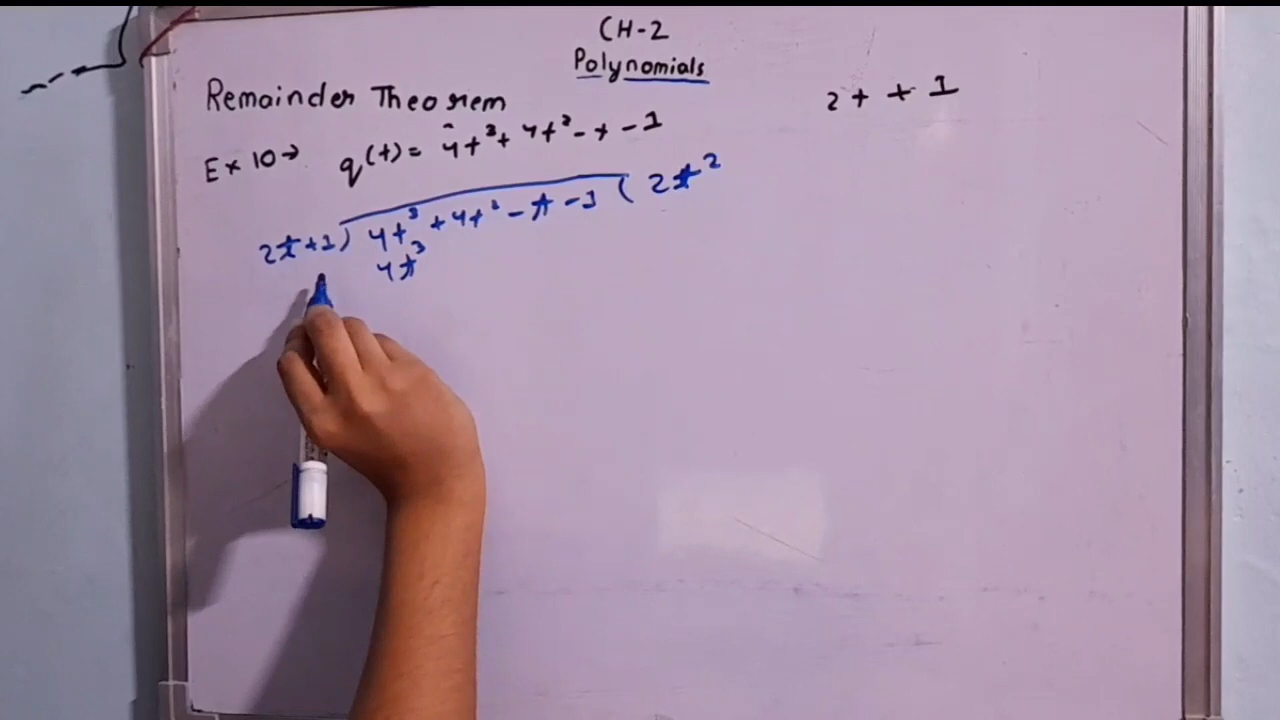 CH-2
Polynomials
Remainder Theorem
2t + 1
Ex 10→ q(t) = 4t³ + 4t² - t - 1
2t+1) 4t³ + 4t² - t - 1 ( 2t²
4t³